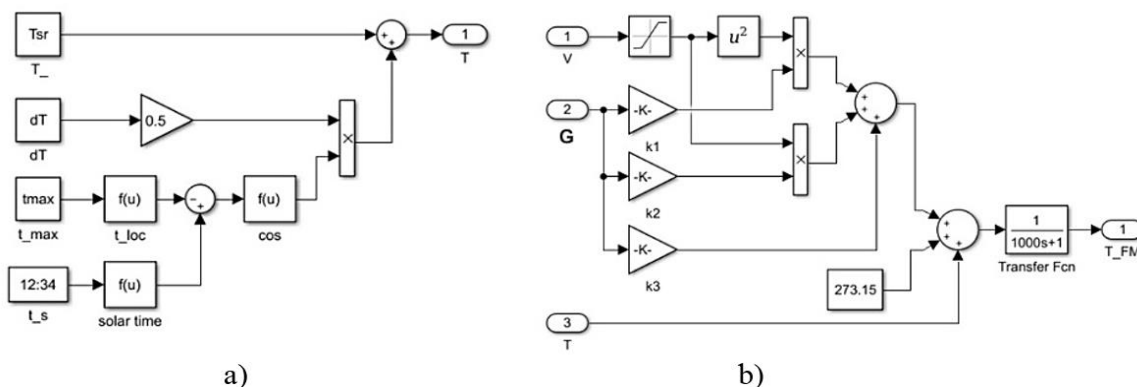 Tsr
T_
+
+
1
T
dT
dT
0.5
×
tmax
t_max
f(u)
t_loc
-
+
f(u)
cos
12:34
t_s
f(u)
solar time
a)
1
V
u²
×
2
G
-K-
k1
-K-
k2
-K-
k3
×
+
+
+
+
+
+
273.15
3
T
1
1000s+1
Transfer Fcn
1
T_FM
b)